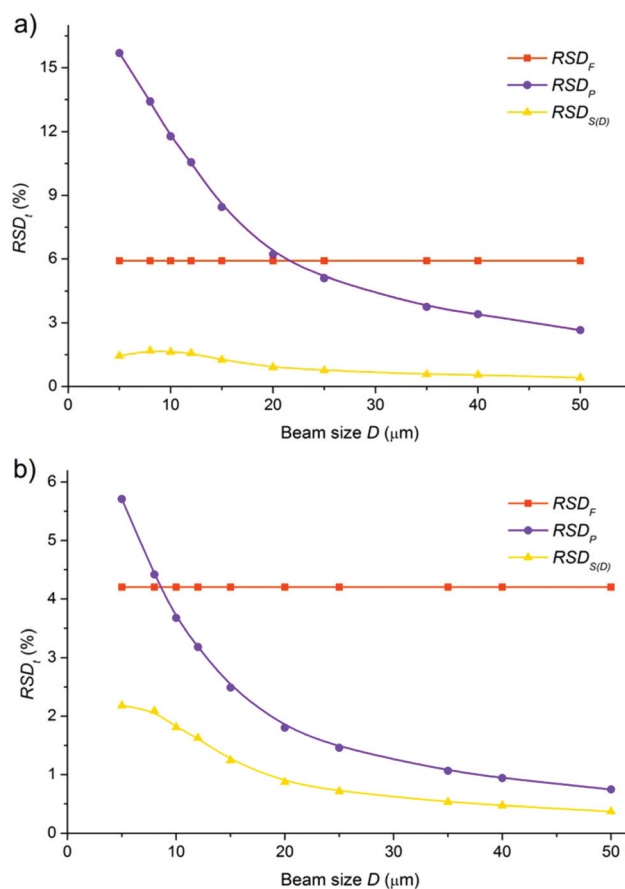 a)
15
12
9
6
3
0
RSD_t (%)
RSD_F
RSD_P
RSD_S(D)
0 10 20 30 40 50
Beam size D (μm)
b)
6
5
4
3
2
1
0
RSD_t (%)
RSD_F
RSD_P
RSD_S(D)
0 10 20 30 40 50
Beam size D (μm)